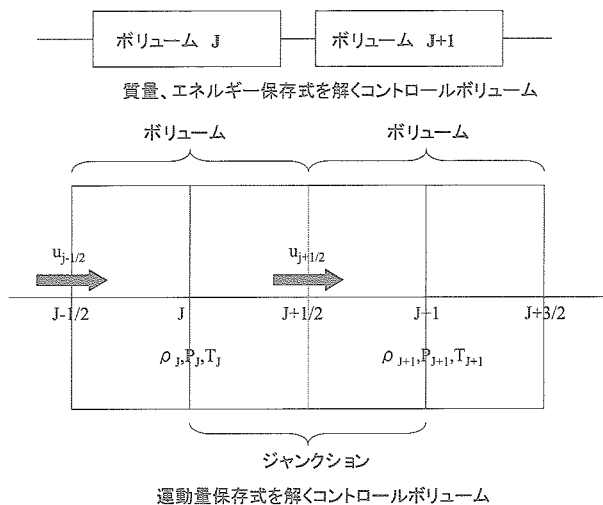 ボリューム J
ボリューム J+1
質量、エネルギー保存式を解くコントロールボリューム
ボリューム
ボリューム
u_{j-1/2}
u_{j+1/2}
J-1/2
J
J+1/2
J+1
J+3/2
ρ_J,P_J,T_J
ρ_{J+1},P_{J+1},T_{J+1}
ジャンクション
運動量保存式を解くコントロールボリューム